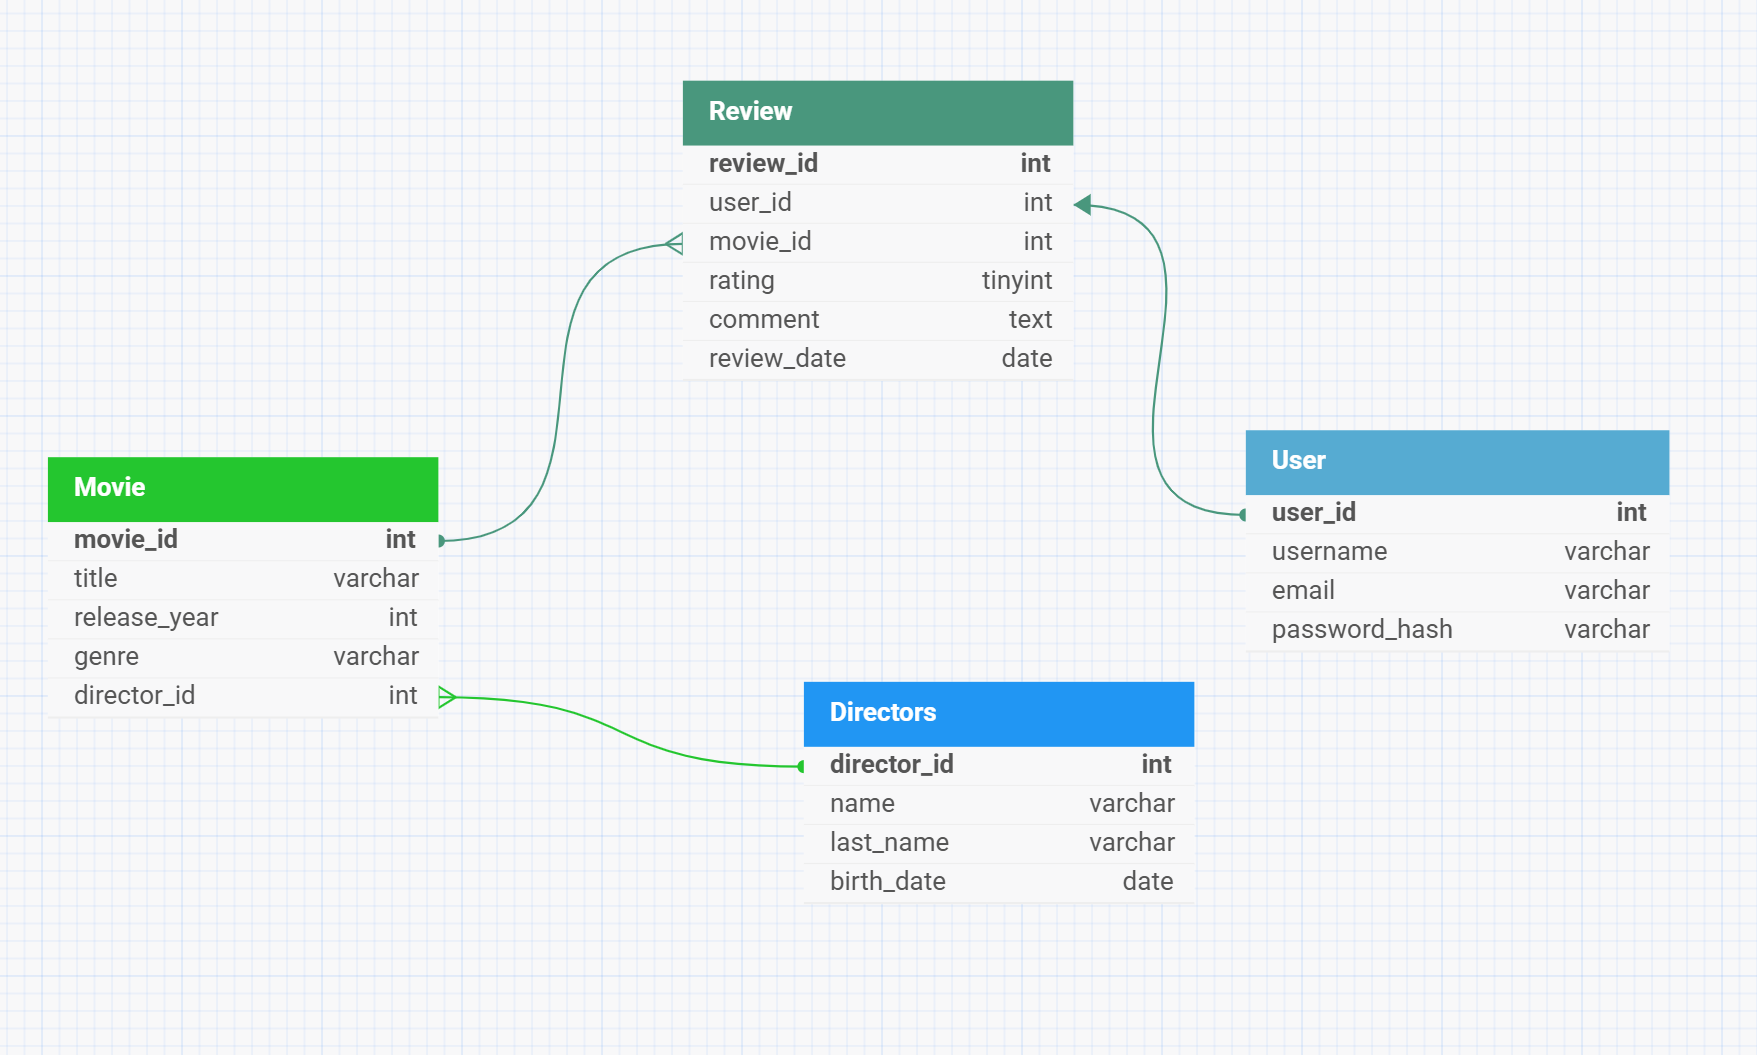 Review
review_id int
user_id int
movie_id int
rating tinyint
comment text
review_date date
Movie
movie_id int
title varchar
release_year int
genre varchar
director_id int
User
user_id int
username varchar
email varchar
password_hash varchar
Directors
director_id int
name varchar
last_name varchar
birth_date date